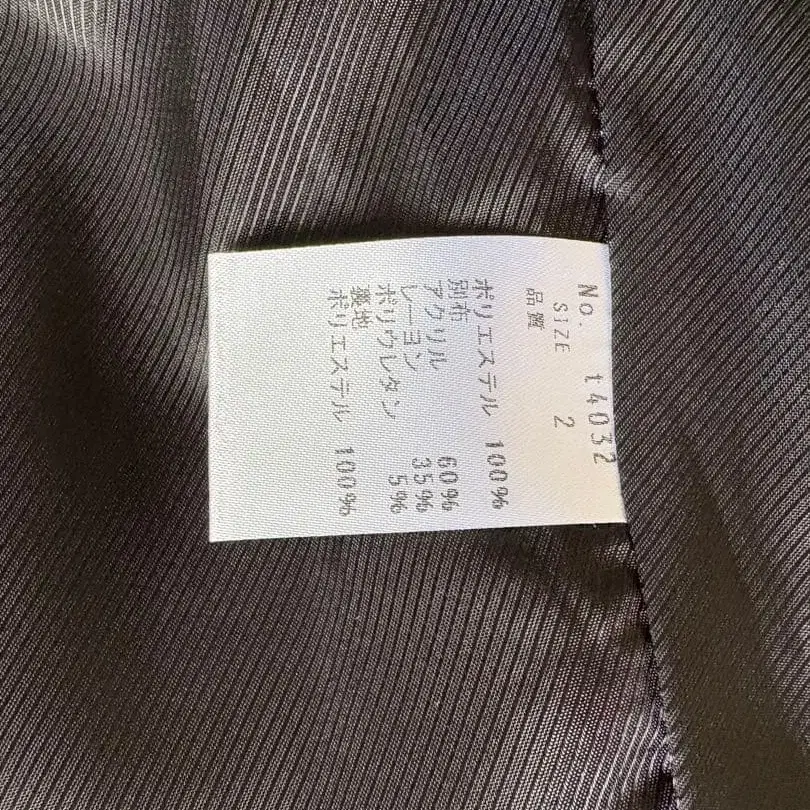 No. t4032
SIZE 2
品質
ポリエステル 100%
別布
アクリル 60%
レーヨン 35%
ポリウレタン 5%
裏地
ポリエステル 100%